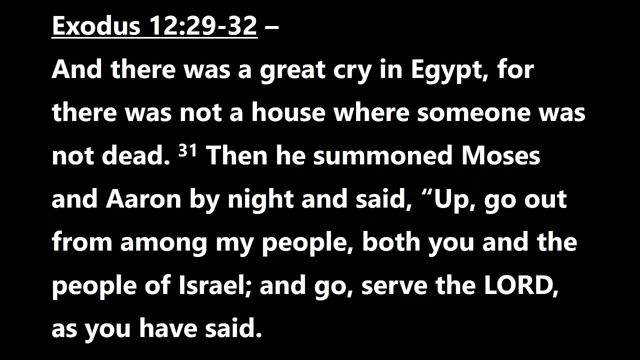 Exodus 12:29-32 –
And there was a great cry in Egypt, for
there was not a house where someone was
not dead. 31 Then he summoned Moses
and Aaron by night and said, “Up, go out
from among my people, both you and the
people of Israel; and go, serve the LORD,
as you have said.